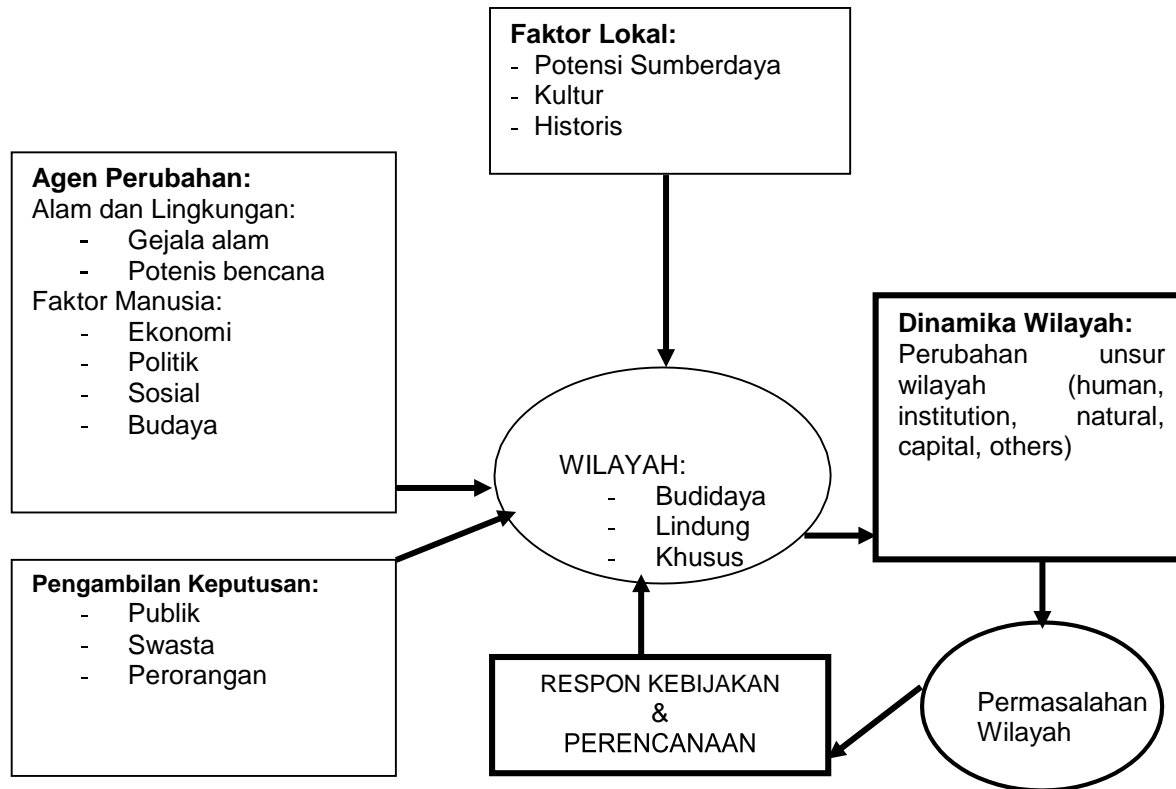 Faktor Lokal:
- Potensi Sumberdaya
- Kultur
- Historis
Agen Perubahan:
Alam dan Lingkungan:
- Gejala alam
- Potenis bencana
Faktor Manusia:
- Ekonomi
- Politik
- Sosial
- Budaya
Dinamika Wilayah:
Perubahan unsur
wilayah (human,
institution, natural,
capital, others)
WILAYAH:
- Budidaya
- Lindung
- Khusus
Pengambilan Keputusan:
- Publik
- Swasta
- Perorangan
RESPON KEBIJAKAN
&
PERENCANAAN
Permasalahan
Wilayah